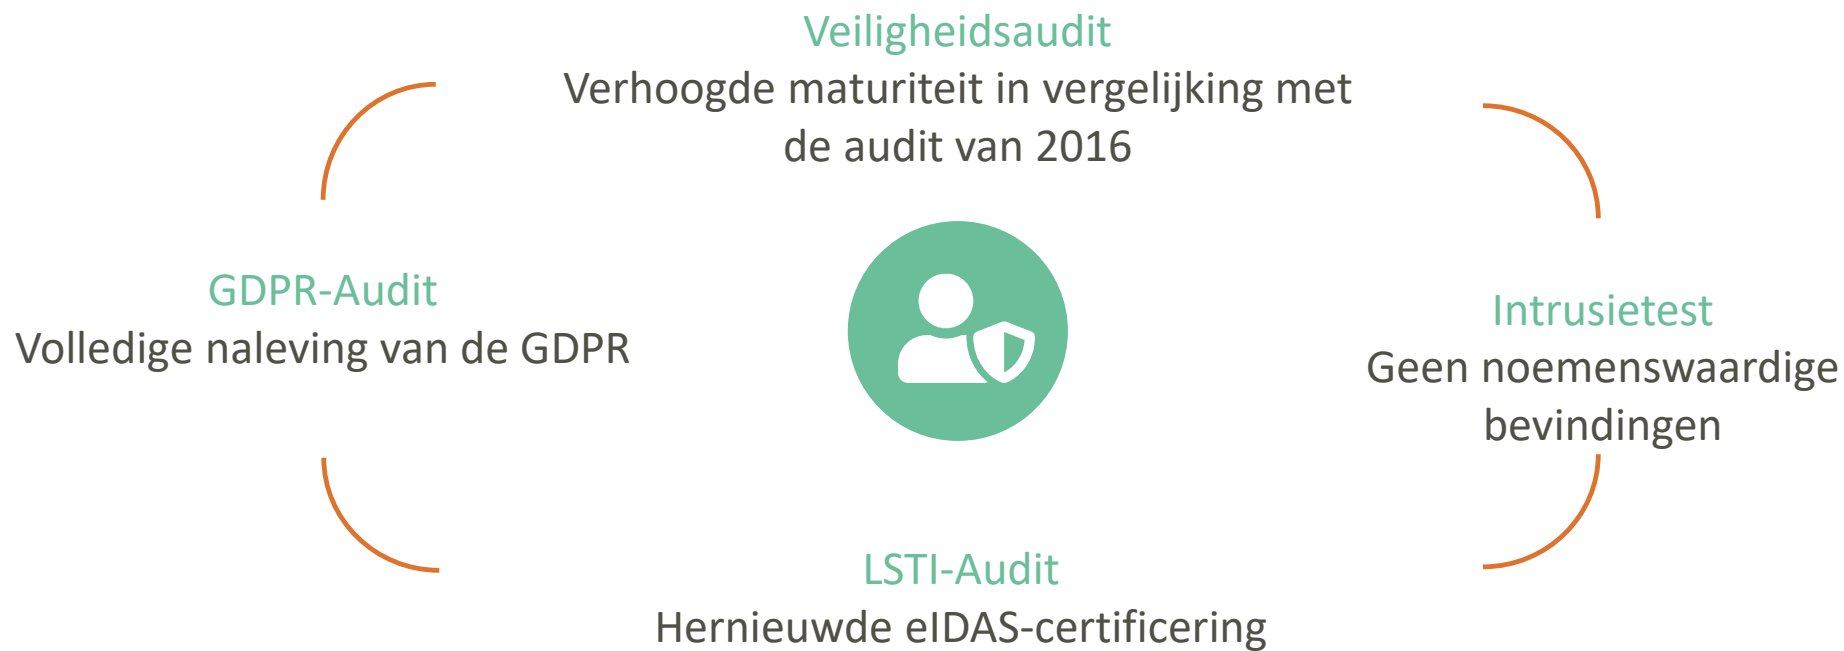 Veiligheidsaudit
Verhoogde maturiteit in vergelijking met
de audit van 2016
GDPR-Audit
Volledige naleving van de GDPR
Intrusietest
Geen noemenswaardige
bevindingen
LSTI-Audit
Hernieuwde eIDAS-certificering